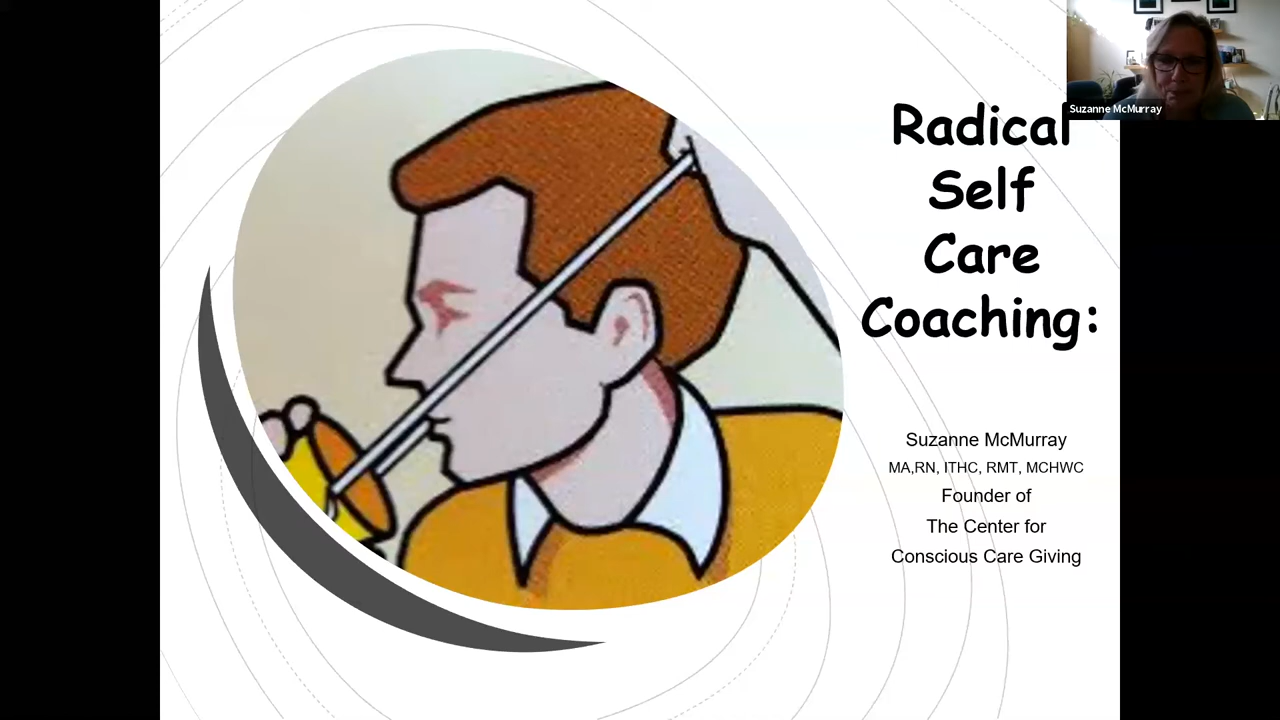 Suzanne McMurray
Radical
Self
Care
Coaching:
Suzanne McMurray
MA,RN, ITHC, RMT, MCHWC
Founder of
The Center for
Conscious Care Giving